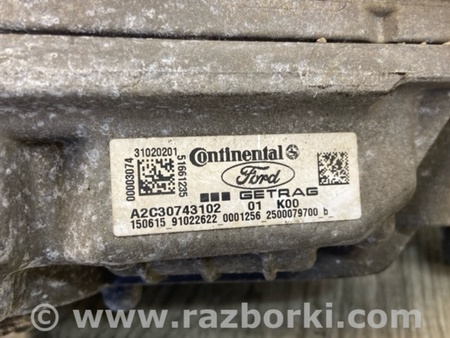 00003074
31020201
51661235
Continental
Ford
GETRAG
A2C30743102 01 K00
150615 91022622 0001256 2500079700 b
www.razborki.com